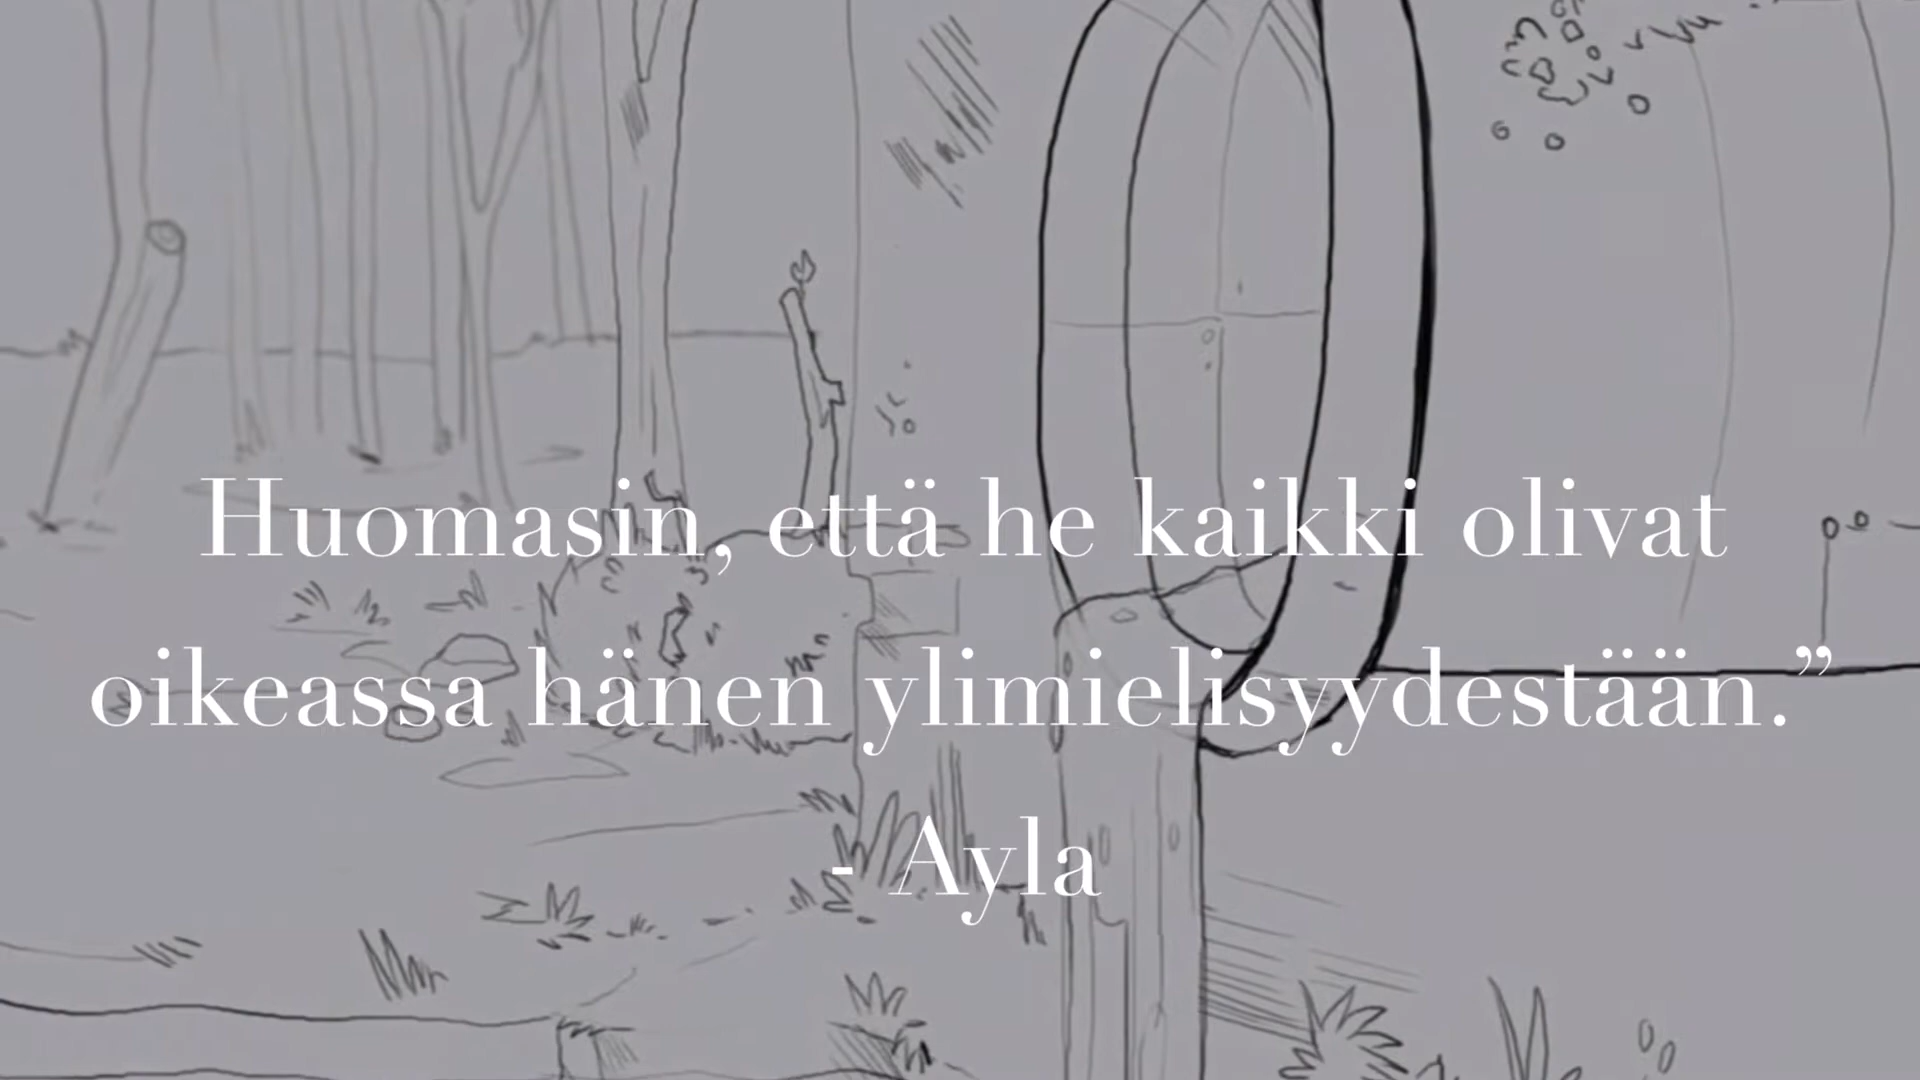 Huomasin, että he kaikki olivat
oikeassa hänen ylimielisyydestään.”
- Ayla